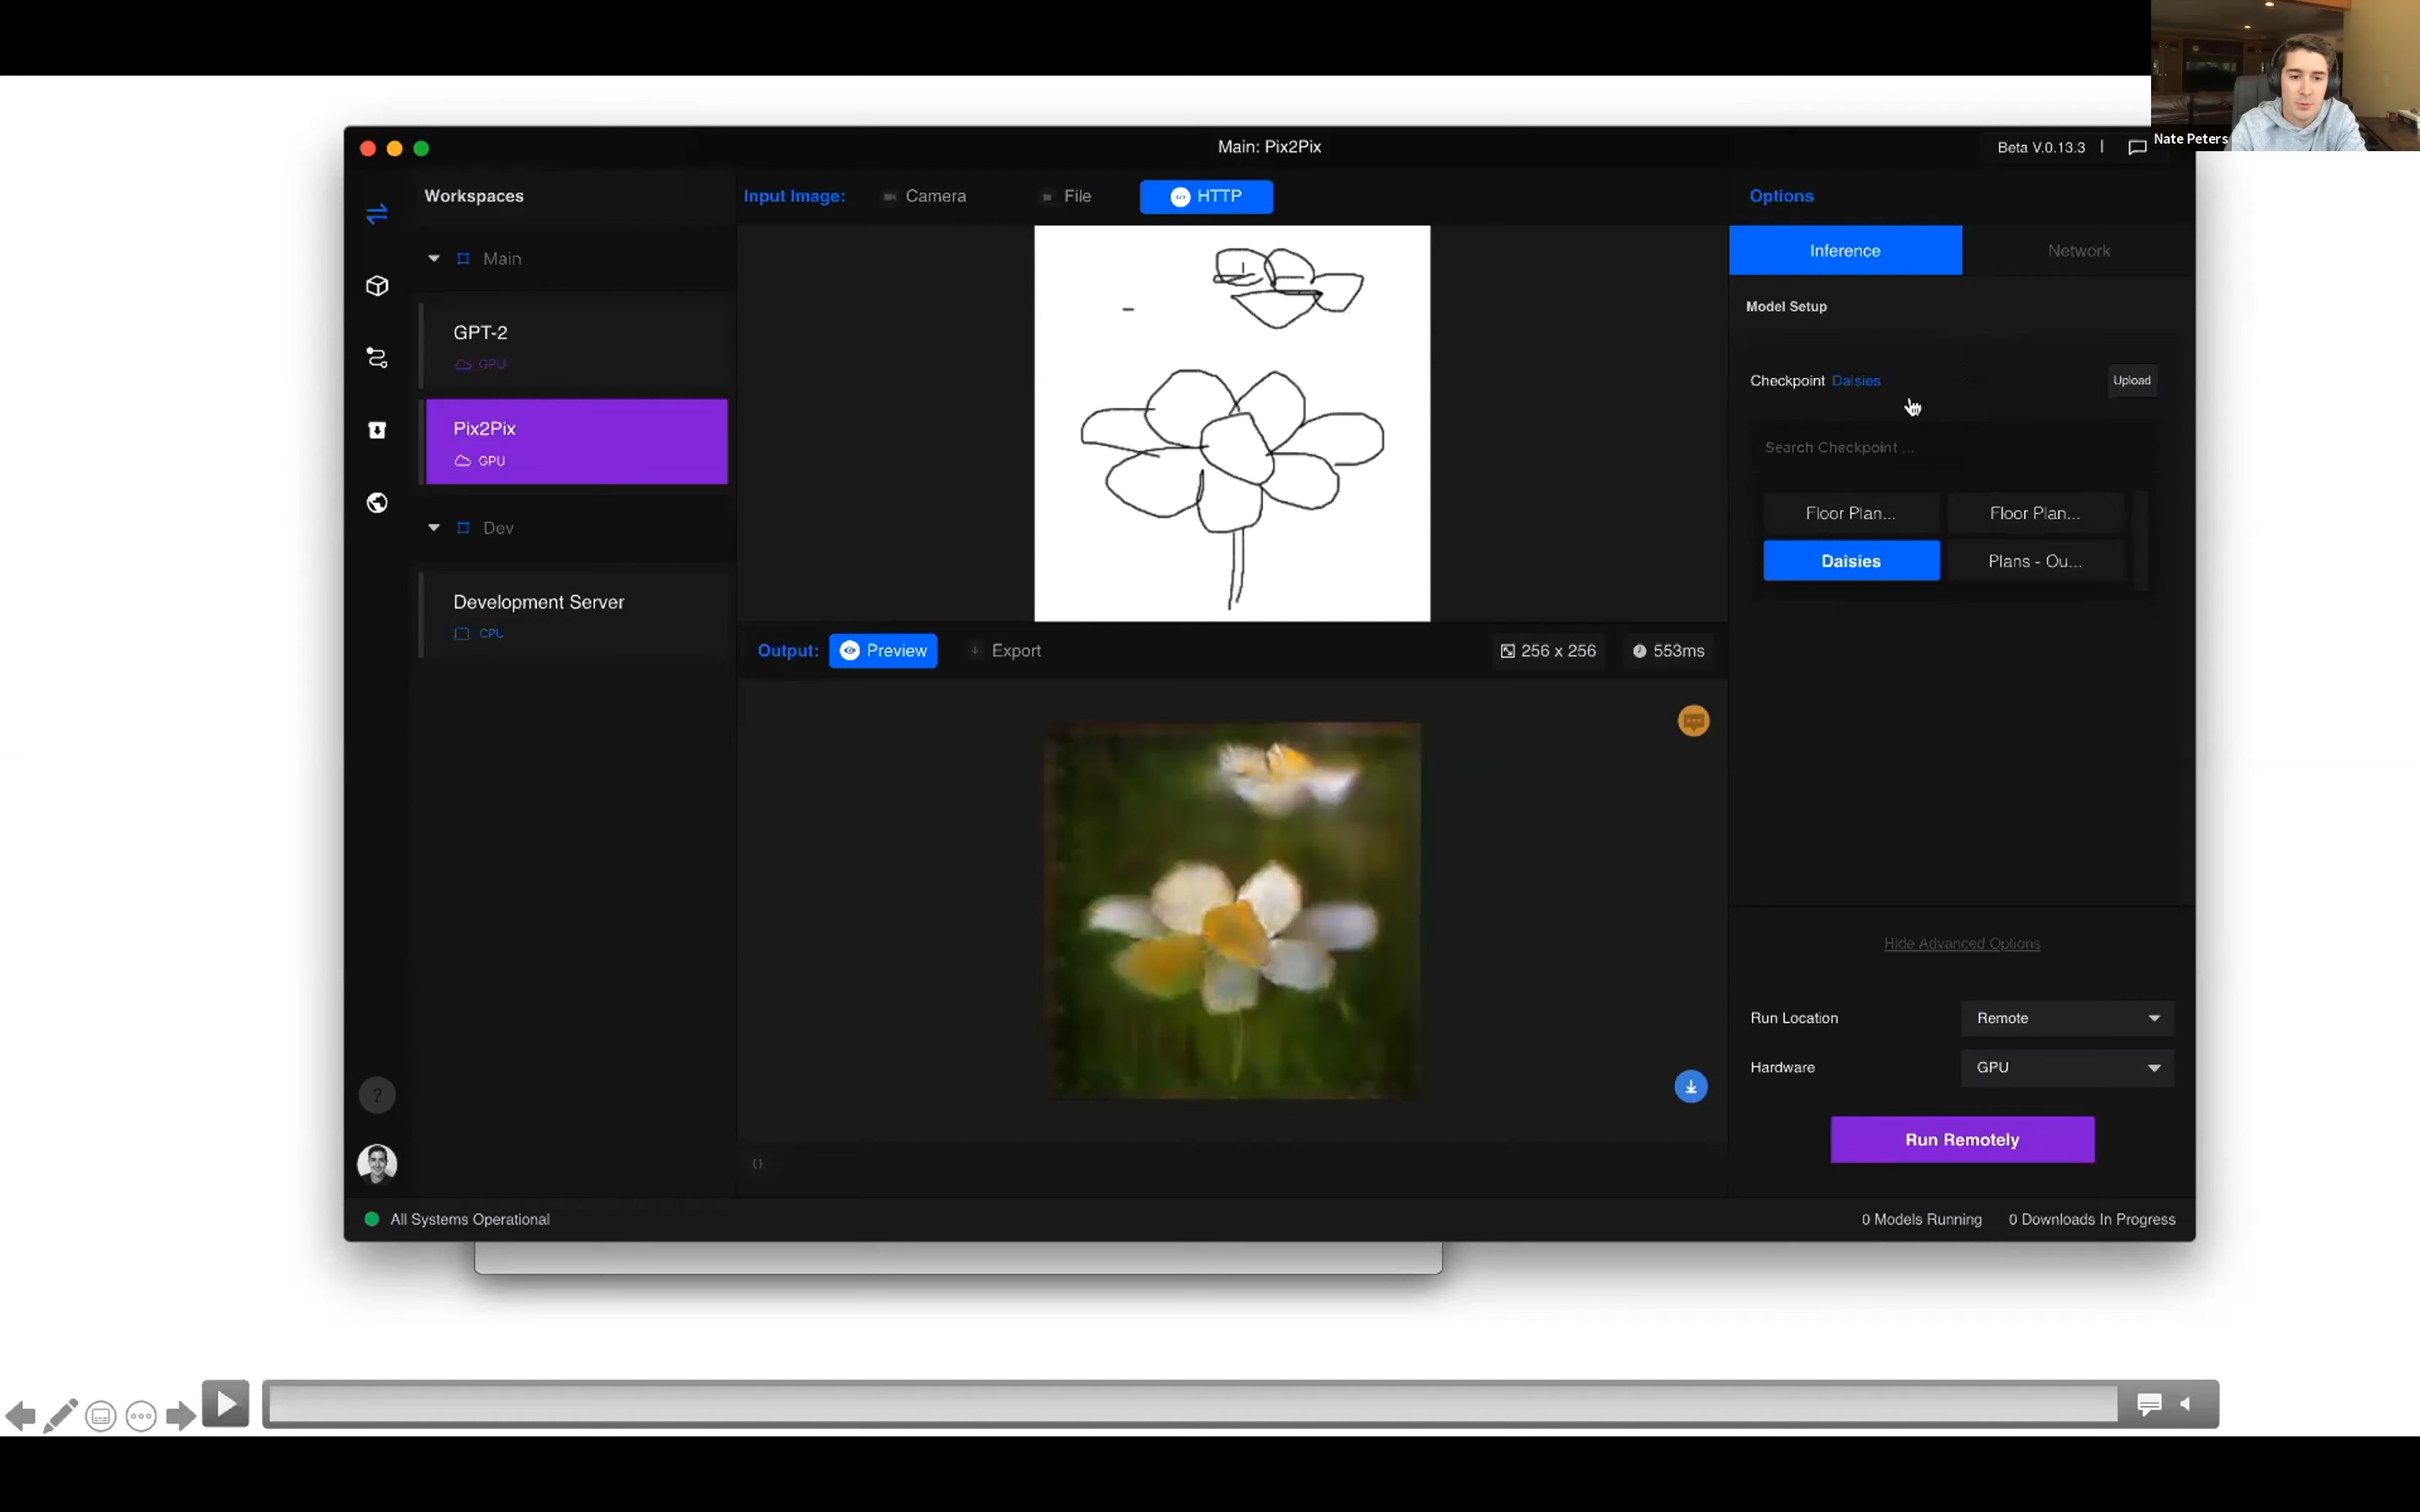 Nate Peters
Main: Pix2Pix
Beta V.0.13.3
Workspaces
Input Image:
Camera
File
HTTP
Options
Main
Inference
Network
Model Setup
GPT-2
GPU
Checkpoint Daisies
Upload
Pix2Pix
GPU
Search Checkpoint ...
Floor Plan...
Floor Plan...
Dev
Daisies
Plans - Ou...
Development Server
CPU
Output:
Preview
Export
256 x 256
553ms
Hide Advanced Options
Run Location
Remote
Hardware
GPU
Run Remotely
?
{}
All Systems Operational
0 Models Running
0 Downloads In Progress